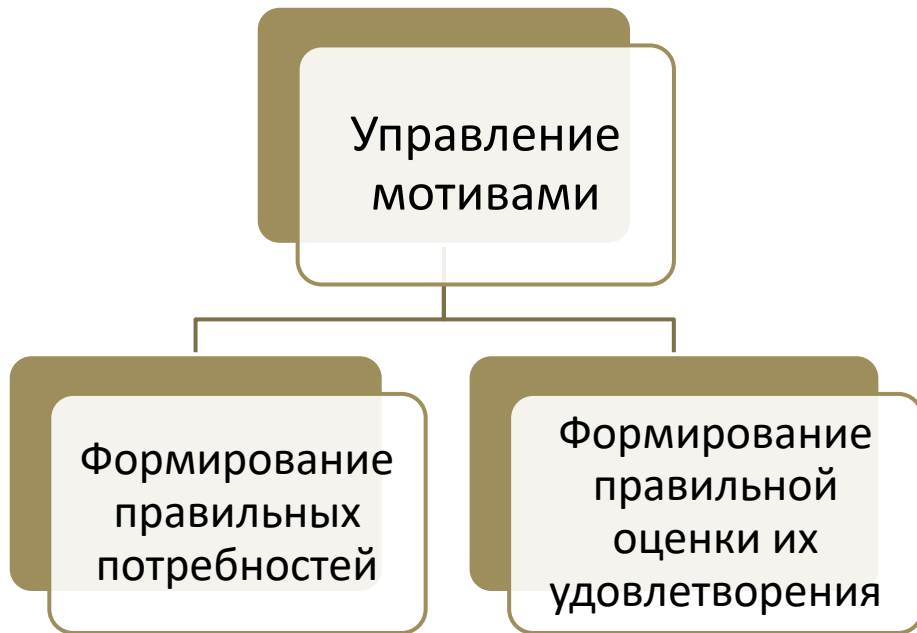 Управление
мотивами
Формирование
правильных
потребностей
Формирование
правильной
оценки их
удовлетворения